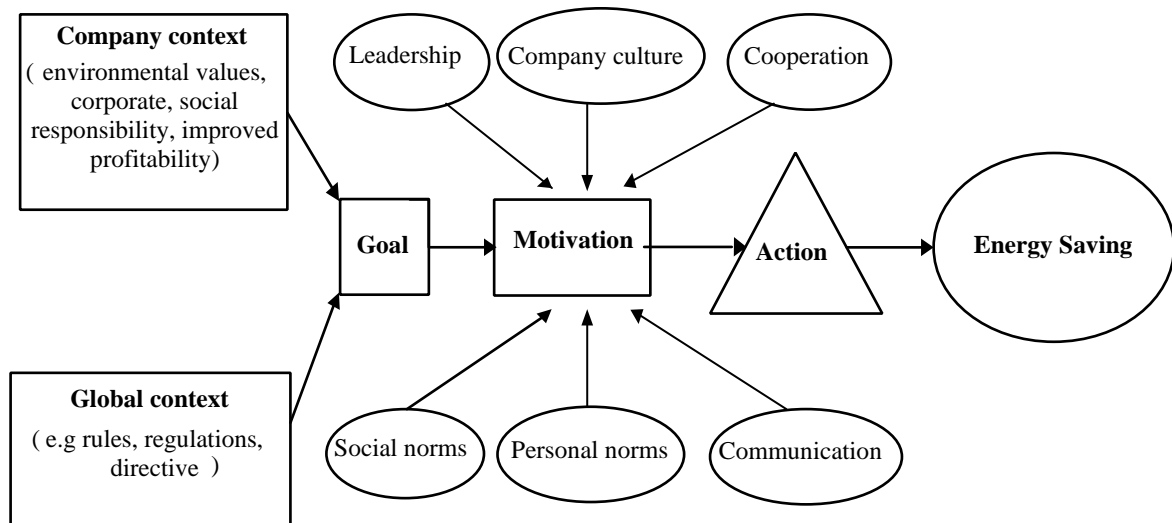 Company context
( environmental values,
corporate, social
responsibility, improved
profitability)
Leadership
Company culture
Cooperation
Goal
Motivation
Action
Energy Saving
Global context
( e.g rules, regulations,
directive )
Social norms
Personal norms
Communication